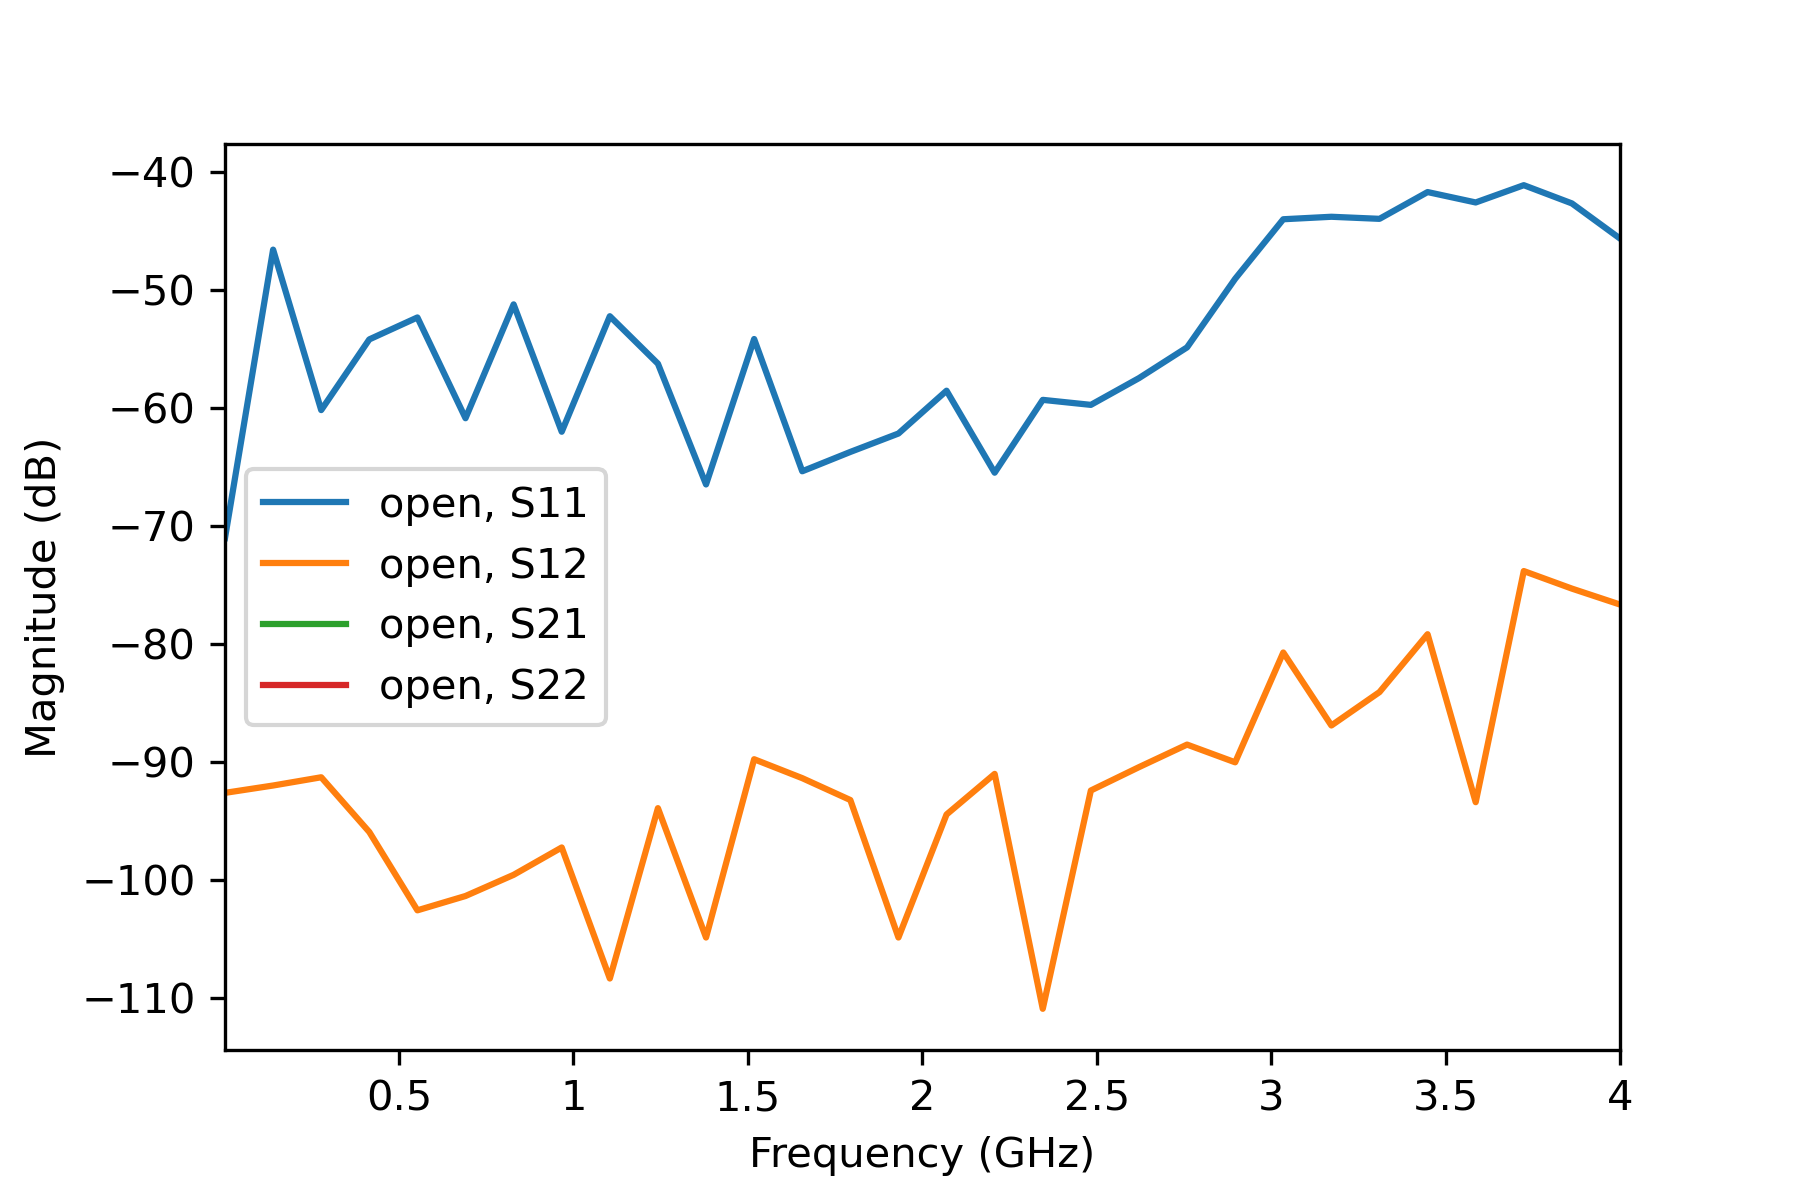 −40
−50
−60
−70
−80
−90
−100
−110
Magnitude (dB)
open, S11
open, S12
open, S21
open, S22
0.5 1 1.5 2 2.5 3 3.5 4
Frequency (GHz)